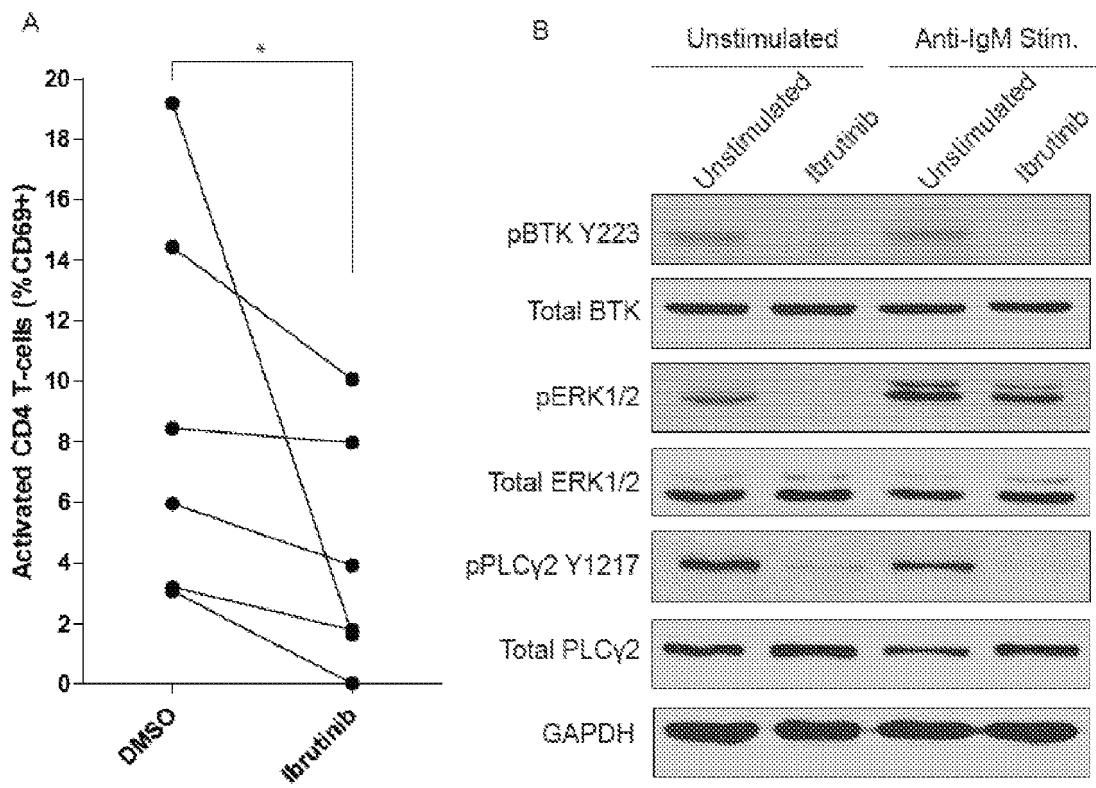 A
*
Activated CD4 T-cells (%CD69+)
20
18
16
14
12
10
8
6
4
2
0
DMSO
Ibrutinib
B
Unstimulated
Anti-IgM Stim.
Unstimulated
Ibrutinib
Unstimulated
Ibrutinib
pBTK Y223
Total BTK
pERK1/2
Total ERK1/2
pPLCγ2 Y1217
Total PLCγ2
GAPDH